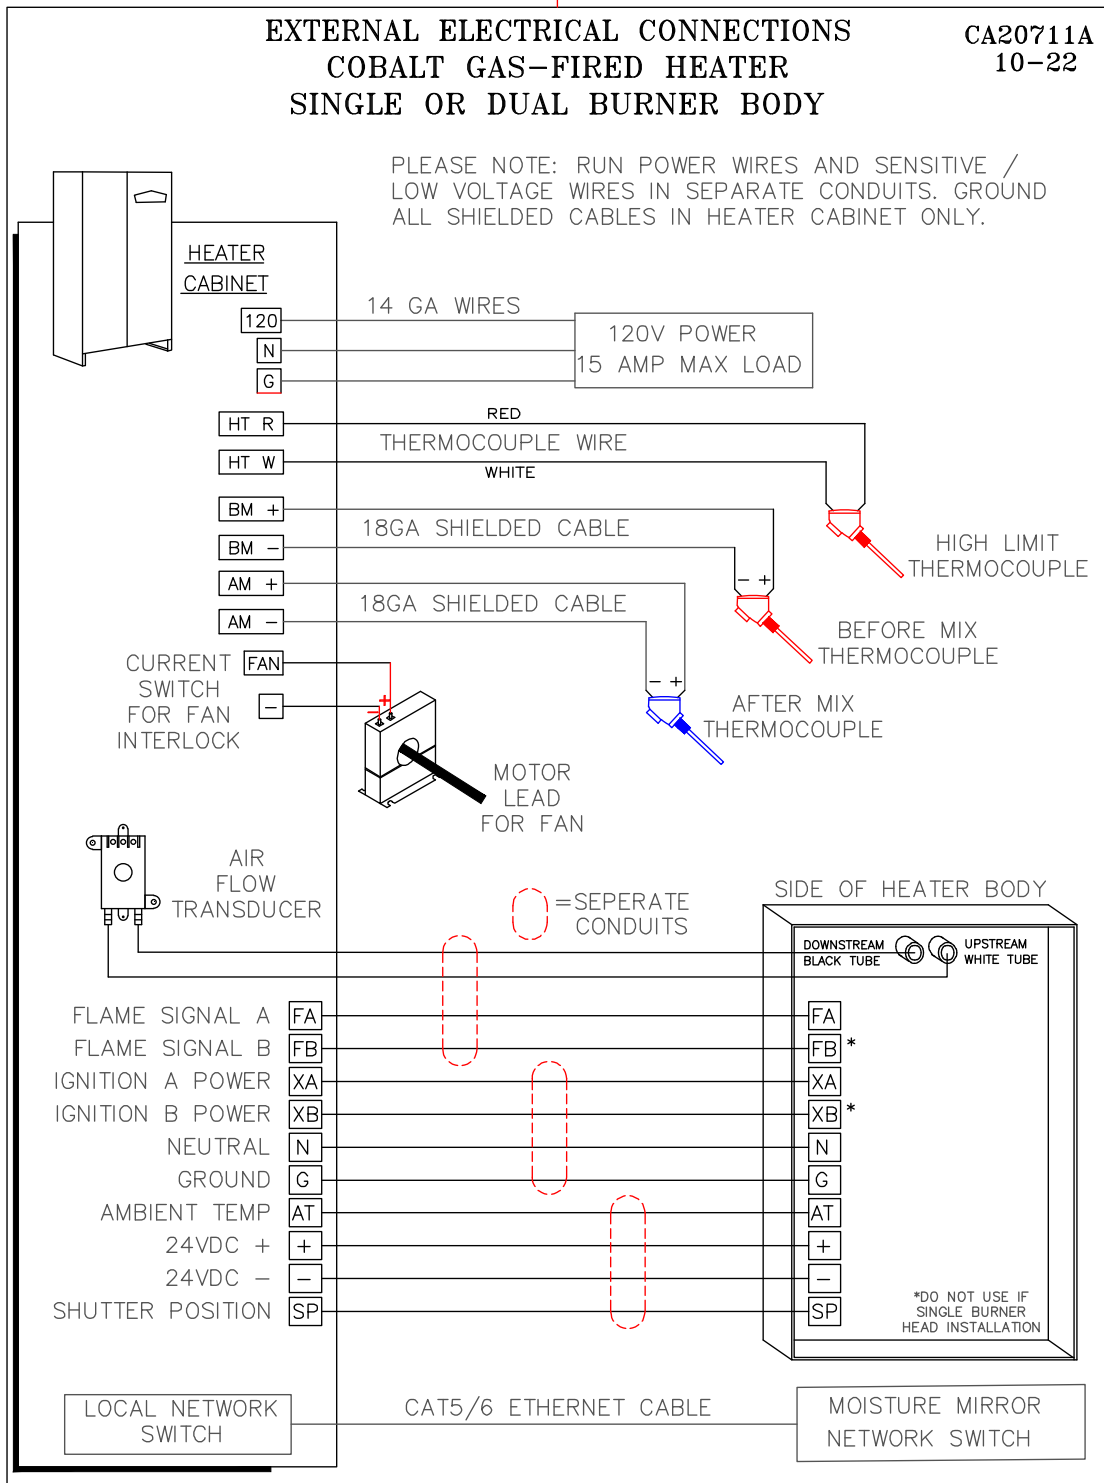 EXTERNAL ELECTRICAL CONNECTIONS
COBALT GAS-FIRED HEATER
SINGLE OR DUAL BURNER BODY
CA20711A
10-22
PLEASE NOTE: RUN POWER WIRES AND SENSITIVE /
LOW VOLTAGE WIRES IN SEPARATE CONDUITS. GROUND
ALL SHIELDED CABLES IN HEATER CABINET ONLY.
HEATER
CABINET
120
N
G
14 GA WIRES
120V POWER
15 AMP MAX LOAD
HT R
HT W
RED
THERMOCOUPLE WIRE
WHITE
HIGH LIMIT
THERMOCOUPLE
BM +
BM -
18GA SHIELDED CABLE
- +
BEFORE MIX
THERMOCOUPLE
AM +
AM -
18GA SHIELDED CABLE
- +
AFTER MIX
THERMOCOUPLE
CURRENT
SWITCH
FOR FAN
INTERLOCK
FAN
-
+
-
MOTOR
LEAD
FOR FAN
AIR
FLOW
TRANSDUCER
=SEPERATE
CONDUITS
SIDE OF HEATER BODY
DOWNSTREAM
BLACK TUBE
UPSTREAM
WHITE TUBE
FLAME SIGNAL A FA FA
FLAME SIGNAL B FB FB *
IGNITION A POWER XA XA
IGNITION B POWER XB XB *
NEUTRAL N N
GROUND G G
AMBIENT TEMP AT AT
24VDC + + +
24VDC - - -
SHUTTER POSITION SP SP
*DO NOT USE IF
SINGLE BURNER
HEAD INSTALLATION
LOCAL NETWORK
SWITCH
CAT5/6 ETHERNET CABLE
MOISTURE MIRROR
NETWORK SWITCH